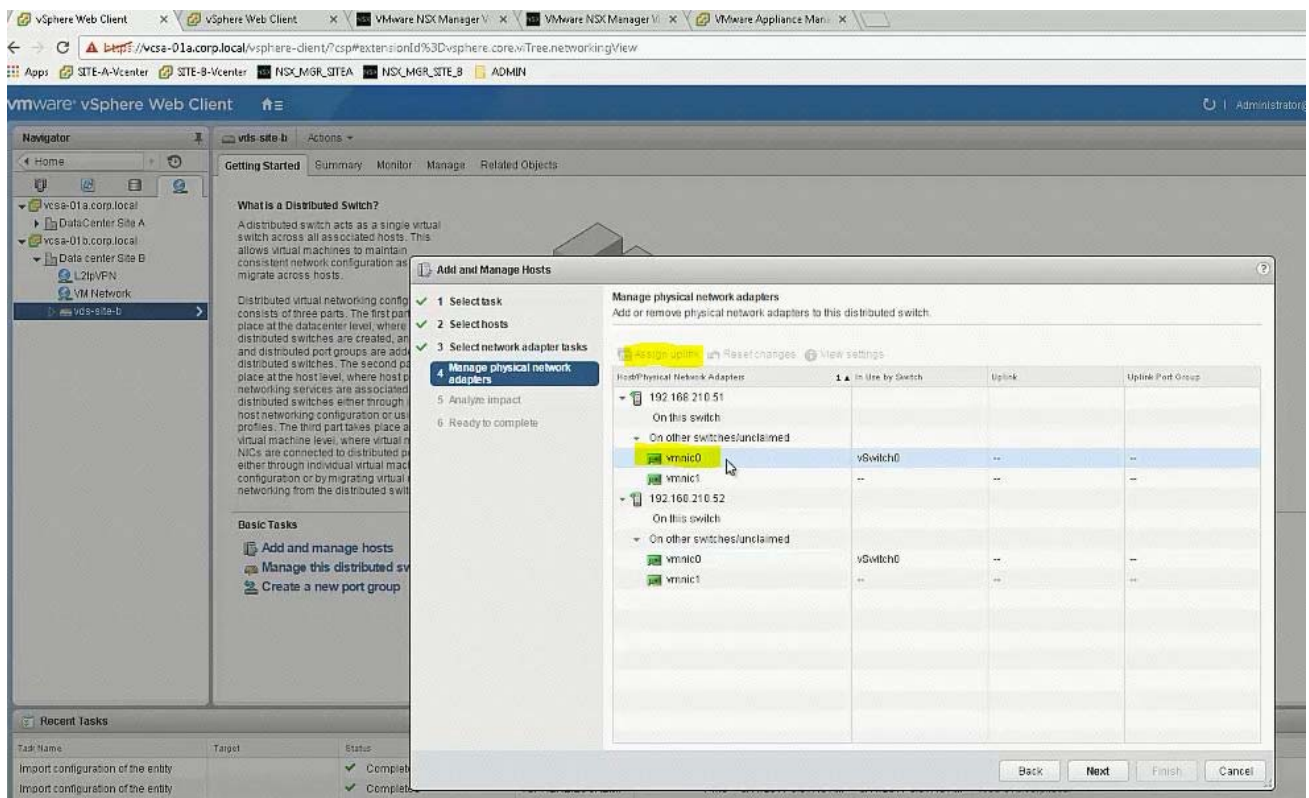 vSphere Web Client
vSphere Web Client
VMware NSX Manager V
VMware NSX Manager V
VMware Appliance Man
https://vcsa-01a.corp.local/vsphere-client/?csp#extensionId%3Dvsphere.core.viTree.networkingView
Apps SITE-A-Vcenter SITE-B-Vcenter NSX_MGR_SITEA NSX_MGR_SITE_B ADMIN
vmware vSphere Web Client
Administrator@
Navigator
Home
vcsa-01a.corp.local
DataCenter Site A
vcsa-01b.corp.local
Data center Site B
L2tpVPN
VM Network
vds-site-b
vds-site-b Actions
Getting Started Summary Monitor Manage Related Objects
What is a Distributed Switch?
A distributed switch acts as a single virtual
switch across all associated hosts. This
allows virtual machines to maintain
consistent network configuration as
migrate across hosts.
Distributed virtual networking config
consists of three parts. The first part
place at the datacenter level, where
distributed switches are created, an
and distributed port groups are adde
distributed switches. The second pa
place at the host level, where host p
networking services are associated
distributed switches either through i
host networking configuration or usi
profiles. The third part takes place a
virtual machine level, where virtual m
NICs are connected to distributed p
either through individual virtual mac
configuration or by migrating virtual
networking from the distributed swit
Basic Tasks
Add and manage hosts
Manage this distributed sw
Create a new port group
Add and Manage Hosts
1 Select task
2 Select hosts
3 Select network adapter tasks
4 Manage physical network
adapters
5 Analyze impact
6 Ready to complete
Manage physical network adapters
Add or remove physical network adapters to this distributed switch.
Assign uplink Reset changes View settings
Host/Physical Network Adapters 1 ▲ In Use by Switch Uplink Uplink Port Group
192.168.210.51
On this switch
On other switches/unclaimed
vmnic0 vSwitch0 -- --
vmnic1 -- -- --
192.168.210.52
On this switch
On other switches/unclaimed
vmnic0 vSwitch0 -- --
vmnic1 -- -- --
Back Next Finish Cancel
Recent Tasks
Task Name Target Status
Import configuration of the entity Complet
Import configuration of the entity Complete